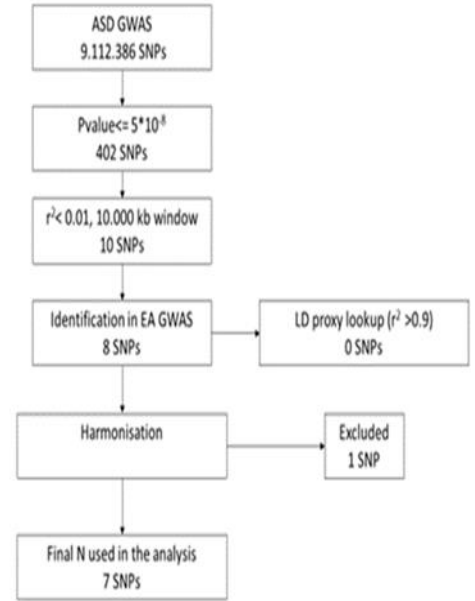 ASD GWAS
9.112.386 SNPs
Pvalue<= 5*10⁻⁸
402 SNPs
r²< 0.01, 10.000 kb window
10 SNPs
Identification in EA GWAS
8 SNPs
LD proxy lookup (r² >0.9)
0 SNPs
Harmonisation
Excluded
1 SNP
Final N used in the analysis
7 SNPs